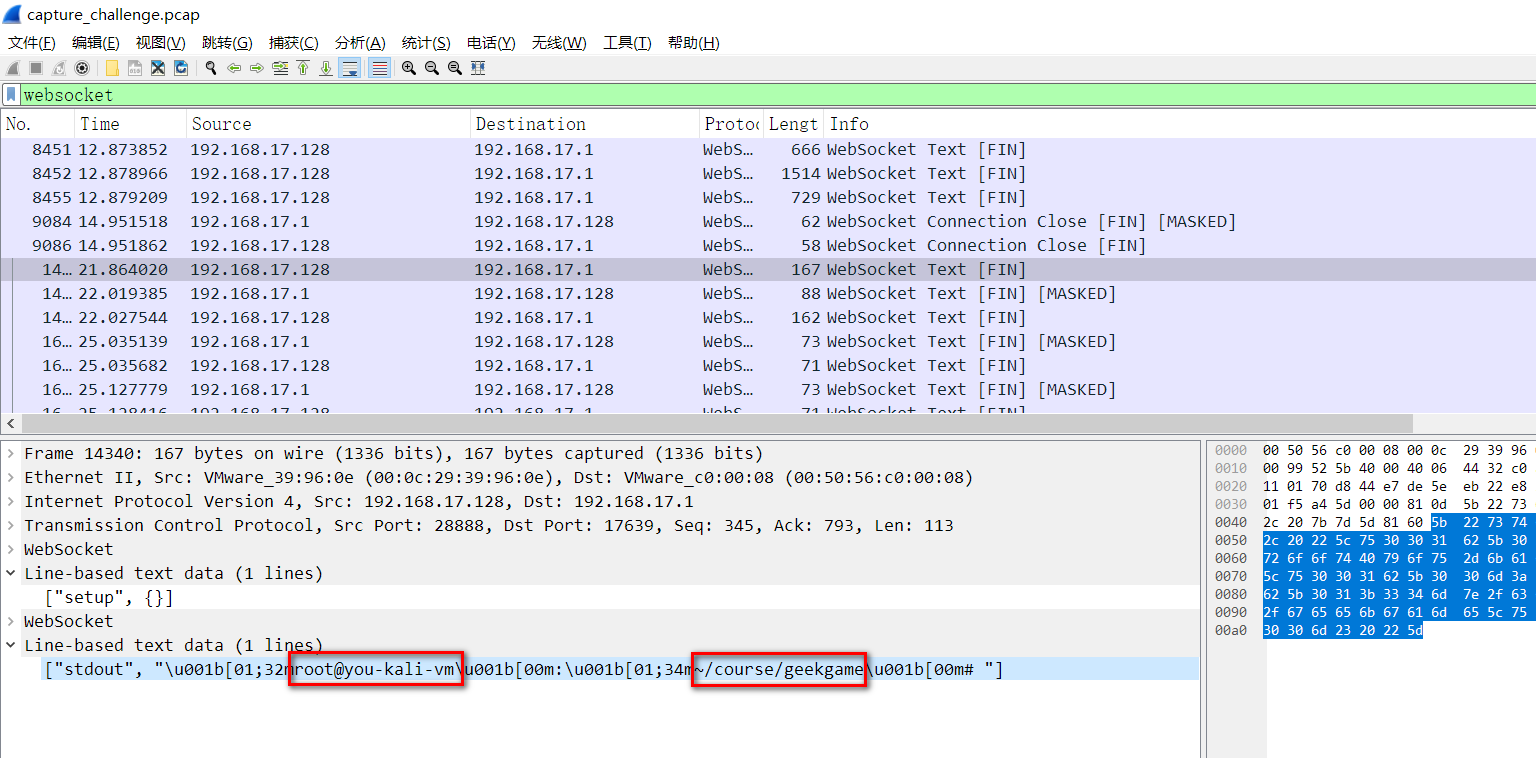 capture_challenge.pcap
文件(F) 编辑(E) 视图(V) 跳转(G) 捕获(C) 分析(A) 统计(S) 电话(Y) 无线(W) 工具(T) 帮助(H)
websocket
No. Time Source Destination Protoc Lengt Info
8451 12.873852 192.168.17.128 192.168.17.1 WebS… 666 WebSocket Text [FIN]
8452 12.878966 192.168.17.128 192.168.17.1 WebS… 1514 WebSocket Text [FIN]
8455 12.879209 192.168.17.128 192.168.17.1 WebS… 729 WebSocket Text [FIN]
9084 14.951518 192.168.17.1 192.168.17.128 WebS… 62 WebSocket Connection Close [FIN] [MASKED]
9086 14.951862 192.168.17.128 192.168.17.1 WebS… 58 WebSocket Connection Close [FIN]
14… 21.864020 192.168.17.128 192.168.17.1 WebS… 167 WebSocket Text [FIN]
14… 22.019385 192.168.17.1 192.168.17.128 WebS… 88 WebSocket Text [FIN] [MASKED]
14… 22.027544 192.168.17.128 192.168.17.1 WebS… 162 WebSocket Text [FIN]
16… 25.035139 192.168.17.1 192.168.17.128 WebS… 73 WebSocket Text [FIN] [MASKED]
16… 25.035682 192.168.17.128 192.168.17.1 WebS… 71 WebSocket Text [FIN]
16… 25.127779 192.168.17.1 192.168.17.128 WebS… 73 WebSocket Text [FIN] [MASKED]
16… 25.128416 192.168.17.128 192.168.17.1 WebS… 71 WebSocket Text [FIN]
Frame 14340: 167 bytes on wire (1336 bits), 167 bytes captured (1336 bits)
Ethernet II, Src: VMware_39:96:0e (00:0c:29:39:96:0e), Dst: VMware_c0:00:08 (00:50:56:c0:00:08)
Internet Protocol Version 4, Src: 192.168.17.128, Dst: 192.168.17.1
Transmission Control Protocol, Src Port: 28888, Dst Port: 17639, Seq: 345, Ack: 793, Len: 113
WebSocket
Line-based text data (1 lines)
["setup", {}]
WebSocket
Line-based text data (1 lines)
["stdout", "\u001b[01;32mroot@you-kali-vm\u001b[00m:\u001b[01;34m~/course/geekgame\u001b[00m# "]
0000 00 50 56 c0 00 08 00 0c 29 39 96
0010 00 99 52 5b 40 00 40 06 44 32 c0
0020 11 01 70 d8 44 e7 de 5e eb 22 e8
0030 01 f5 a4 5d 00 00 81 0d 5b 22 73
0040 2c 20 7b 7d 5d 81 60 5b 22 73 74
0050 2c 20 22 5c 75 30 30 31 62 5b 30
0060 72 6f 6f 74 40 79 6f 75 2d 6b 61
0070 5c 75 30 30 31 62 5b 30 30 6d 3a
0080 62 5b 30 31 3b 33 34 6d 7e 2f 63
0090 2f 67 65 65 6b 67 61 6d 65 5c 75
00a0 30 30 6d 23 20 22 5d